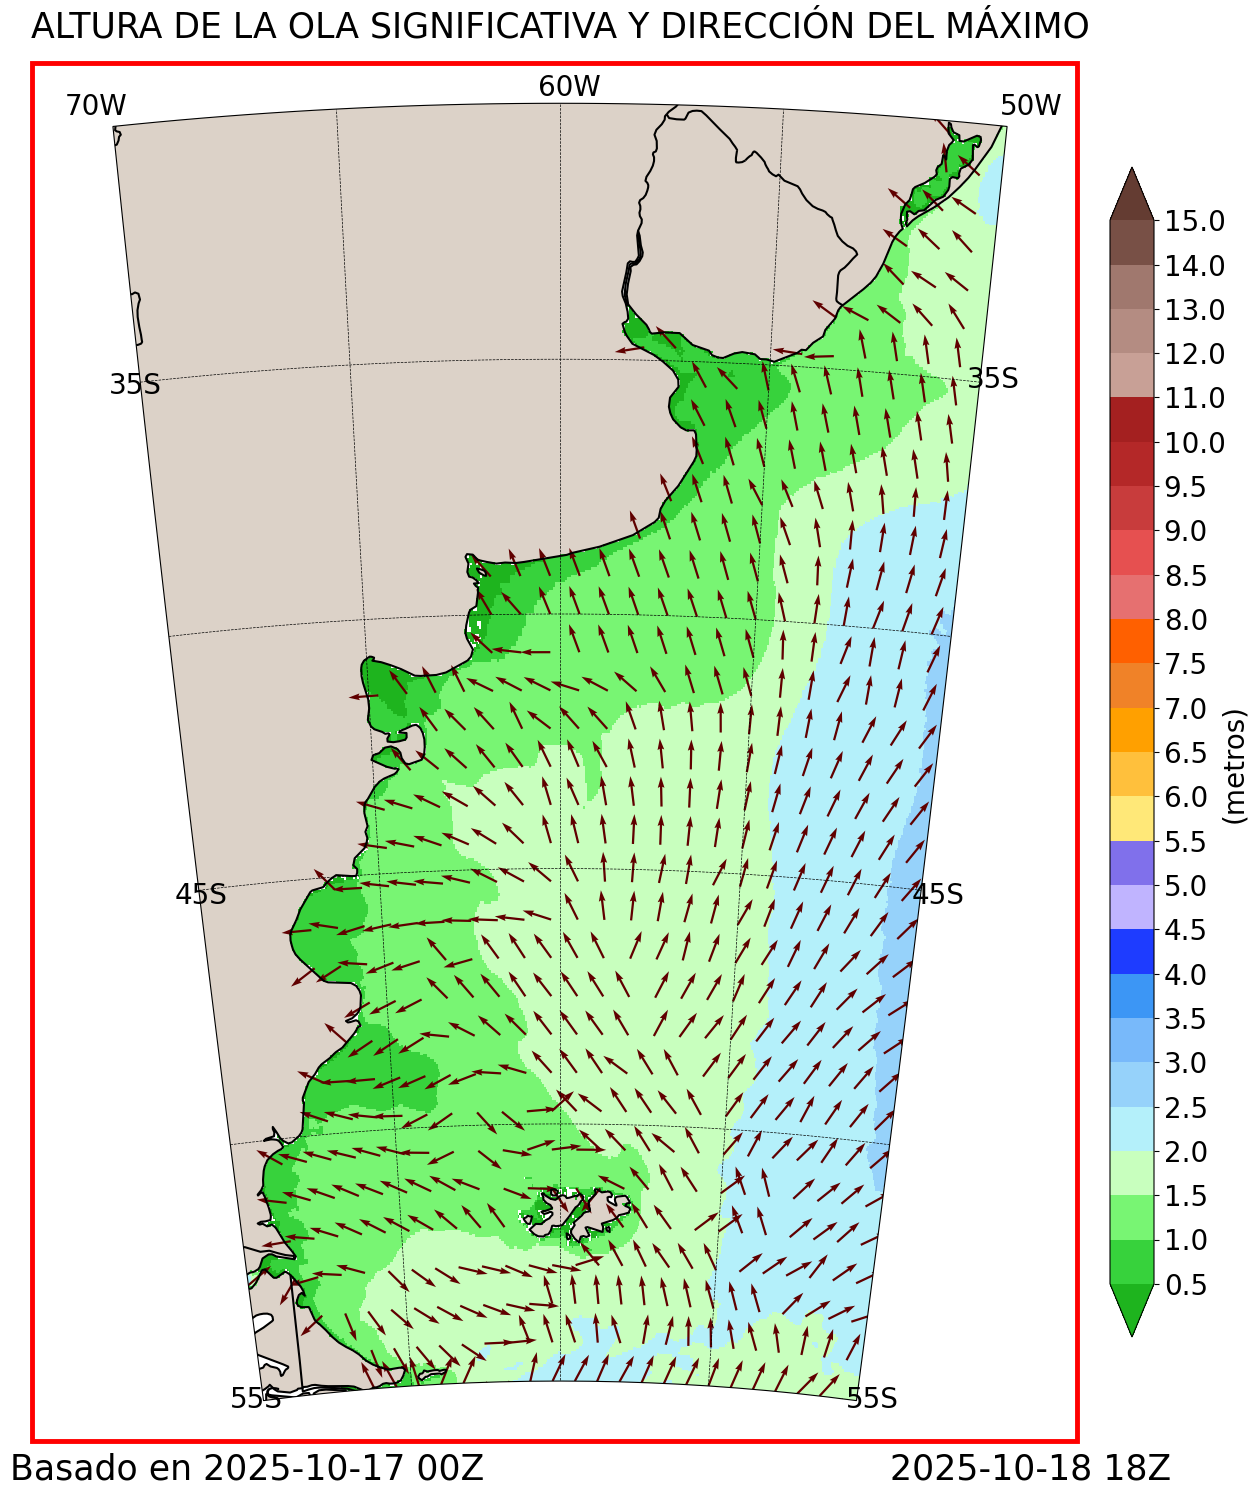 ALTURA DE LA OLA SIGNIFICATIVA Y DIRECCIÓN DEL MÁXIMO
70W
60W
50W
35S
35S
45S
45S
55S
55S
15.0
14.0
13.0
12.0
11.0
10.0
9.5
9.0
8.5
8.0
7.5
7.0
6.5
6.0
5.5
5.0
4.5
4.0
3.5
3.0
2.5
2.0
1.5
1.0
0.5
(metros)
Basado en 2025-10-17 00Z
2025-10-18 18Z